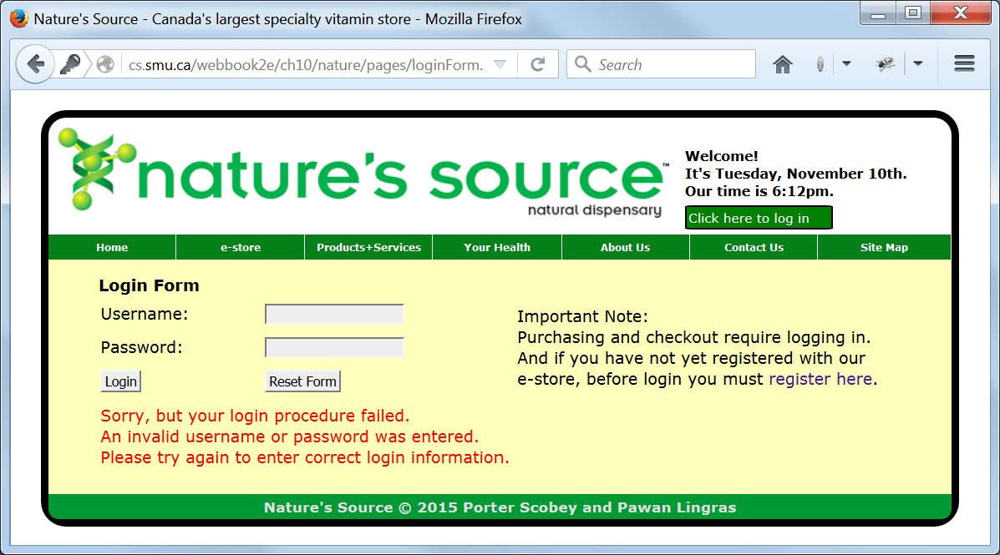 Nature's Source - Canada's largest specialty vitamin store - Mozilla Firefox
cs.smu.ca/webbook2e/ch10/nature/pages/loginForm.
Search
nature's source™
natural dispensary
Welcome!
It's Tuesday, November 10th.
Our time is 6:12pm.
Click here to log in
Home e-store Products+Services Your Health About Us Contact Us Site Map
Login Form
Username:
Password:
Login Reset Form
Important Note:
Purchasing and checkout require logging in.
And if you have not yet registered with our
e-store, before login you must register here.
Sorry, but your login procedure failed.
An invalid username or password was entered.
Please try again to enter correct login information.
Nature's Source © 2015 Porter Scobey and Pawan Lingras